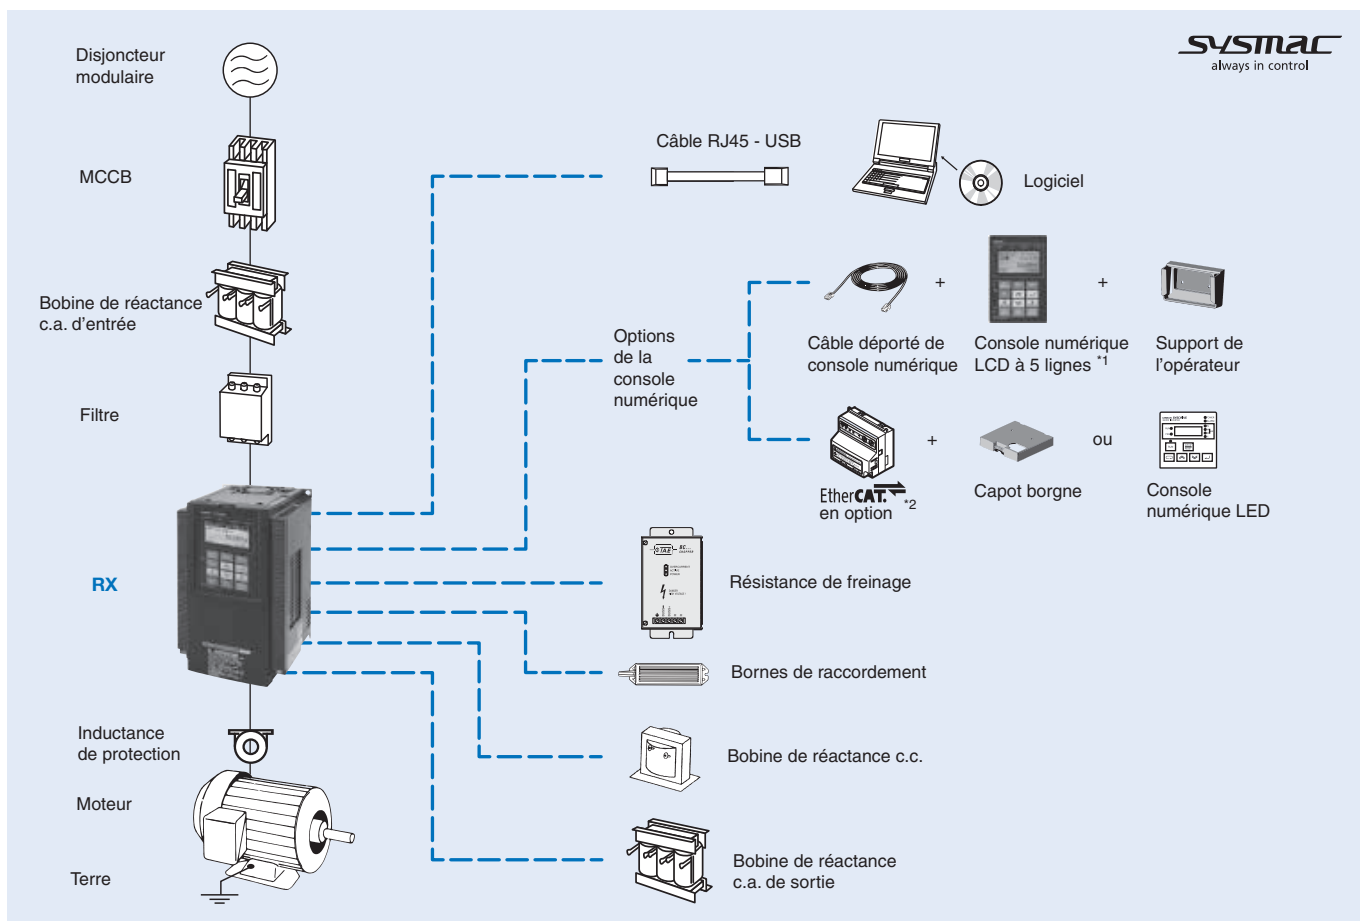 Disjoncteur
modulaire
sysmac
always in control
MCCB
Câble RJ45 - USB
Logiciel
Bobine de réactance
c.a. d'entrée
+
+
Options
de la
console
numérique
Câble déporté de
console numérique
Console numérique
LCD à 5 lignes *1
Support de
l'opérateur
Filtre
+
ou
EtherCAT.
en option *2
Capot borgne
Console
numérique LED
RX
Résistance de freinage
Bornes de raccordement
Inductance
de protection
Bobine de réactance c.c.
Moteur
Bobine de réactance
c.a. de sortie
Terre